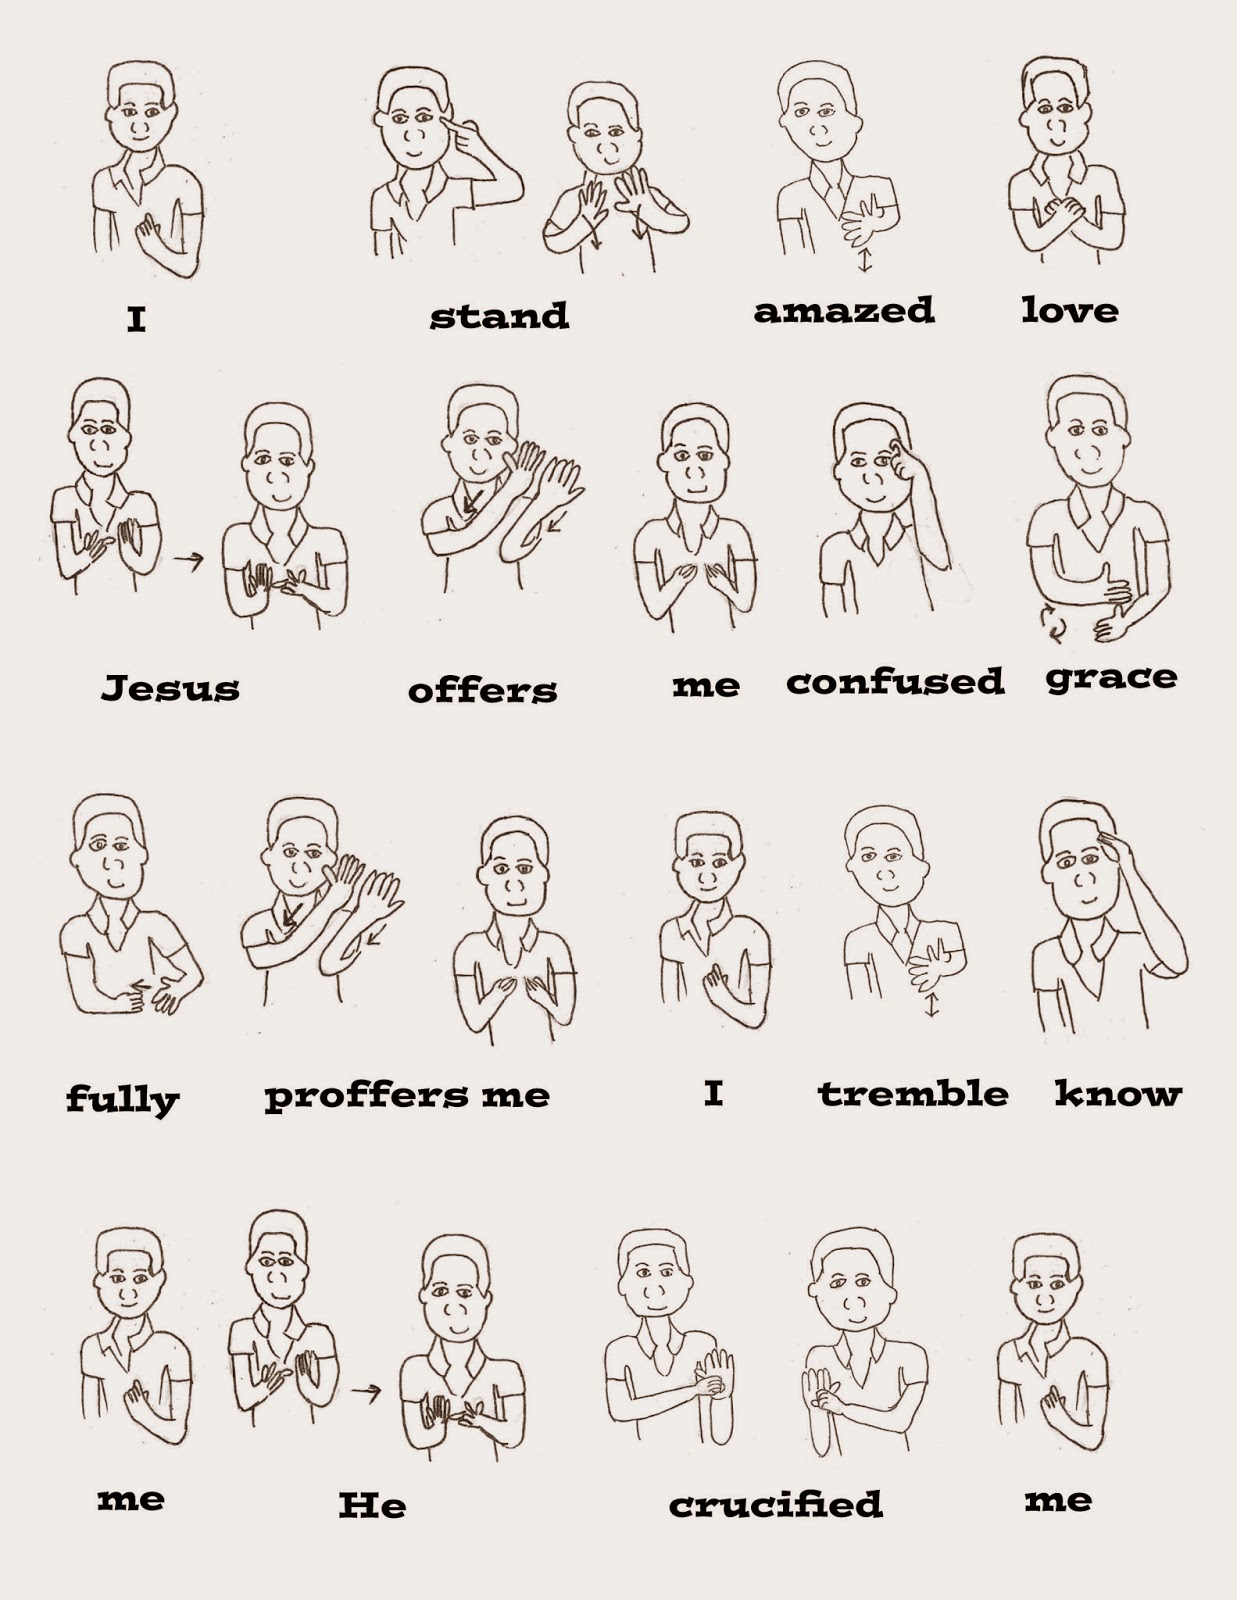 I stand amazed love
Jesus offers me confused grace
fully proffers me I tremble know
me He crucified me